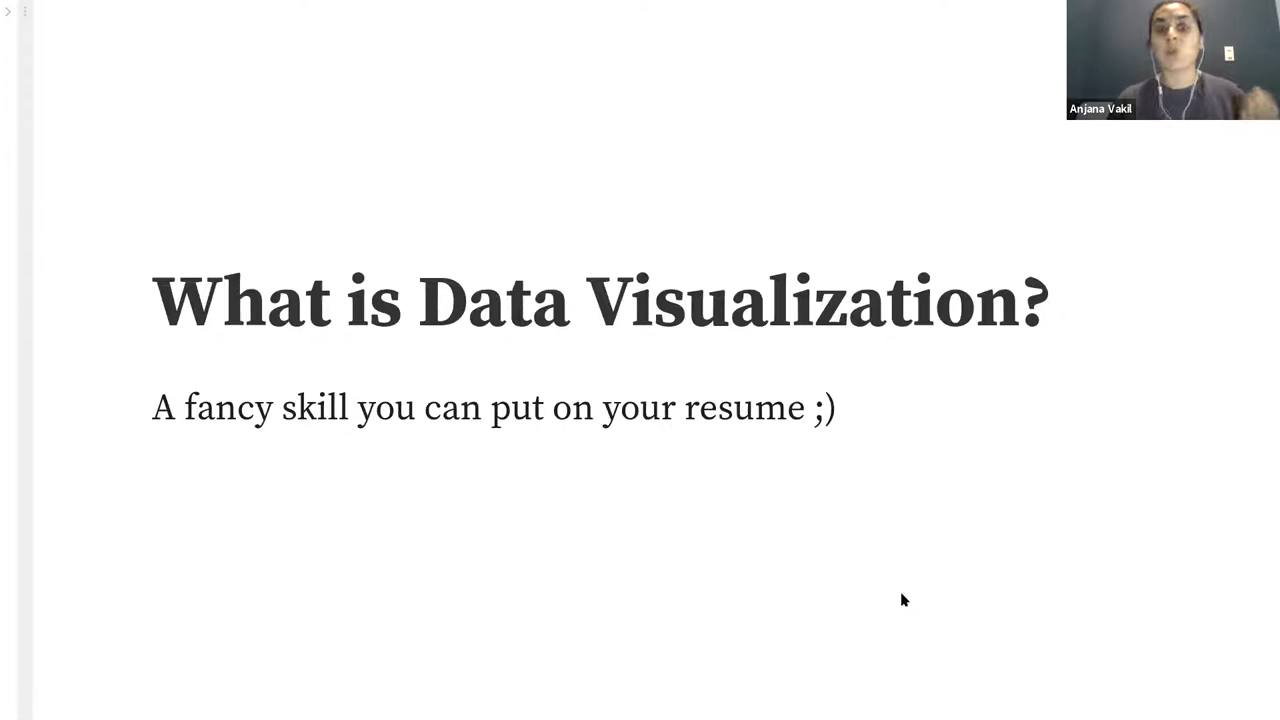 Anjana Vakil
What is Data Visualization?
A fancy skill you can put on your resume ;)